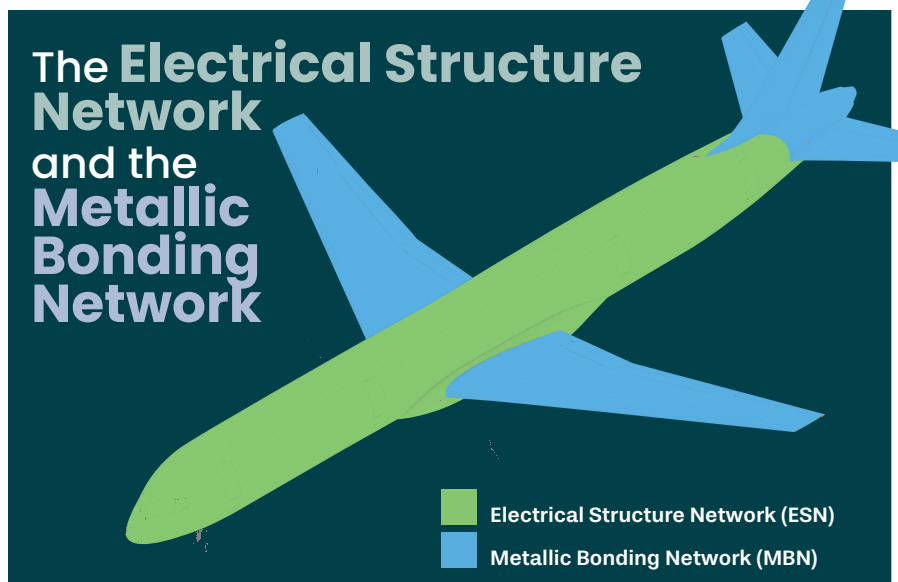 The Electrical Structure
Network
and the
Metallic
Bonding
Network
Electrical Structure Network (ESN)
Metallic Bonding Network (MBN)